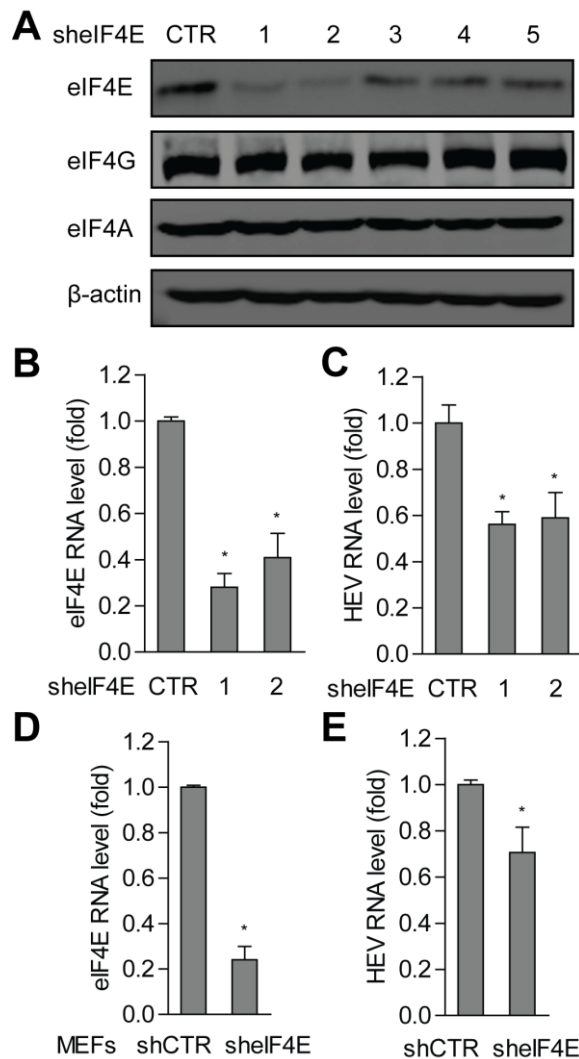 A
sheIF4E CTR 1 2 3 4 5
eIF4E
eIF4G
eIF4A
β-actin
B
eIF4E RNA level (fold)
1.2
1.0
0.8
0.6
0.4
0.2
0.0
*
*
sheIF4E CTR 1 2
C
HEV RNA level (fold)
1.2
1.0
0.8
0.6
0.4
0.2
0.0
*
*
sheIF4E CTR 1 2
D
eIF4E RNA level (fold)
1.2
1.0
0.8
0.6
0.4
0.2
0.0
*
MEFs shCTR sheIF4E
E
HEV RNA level (fold)
1.2
1.0
0.8
0.6
0.4
0.2
0.0
*
shCTR sheIF4E